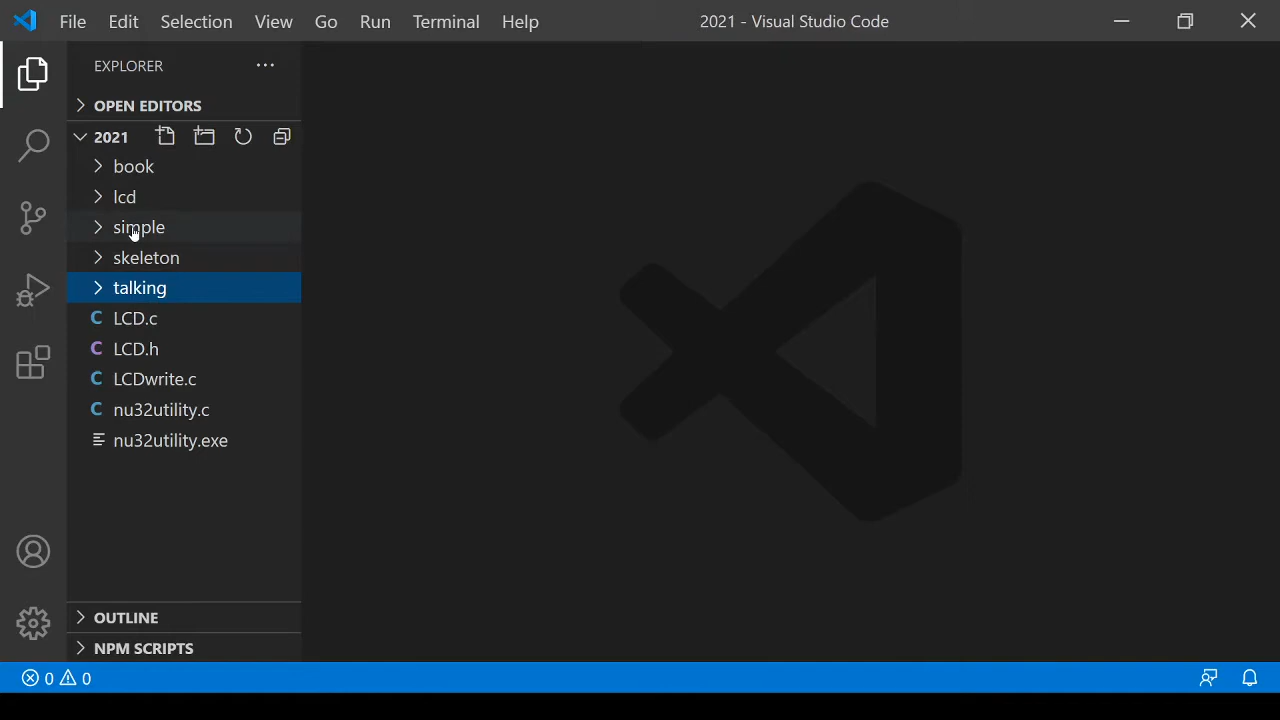 File Edit Selection View Go Run Terminal Help 2021 - Visual Studio Code
EXPLORER
OPEN EDITORS
2021
book
lcd
simple
skeleton
talking
C LCD.c
C LCD.h
C LCDwrite.c
C nu32utility.c
nu32utility.exe
OUTLINE
NPM SCRIPTS
0 0